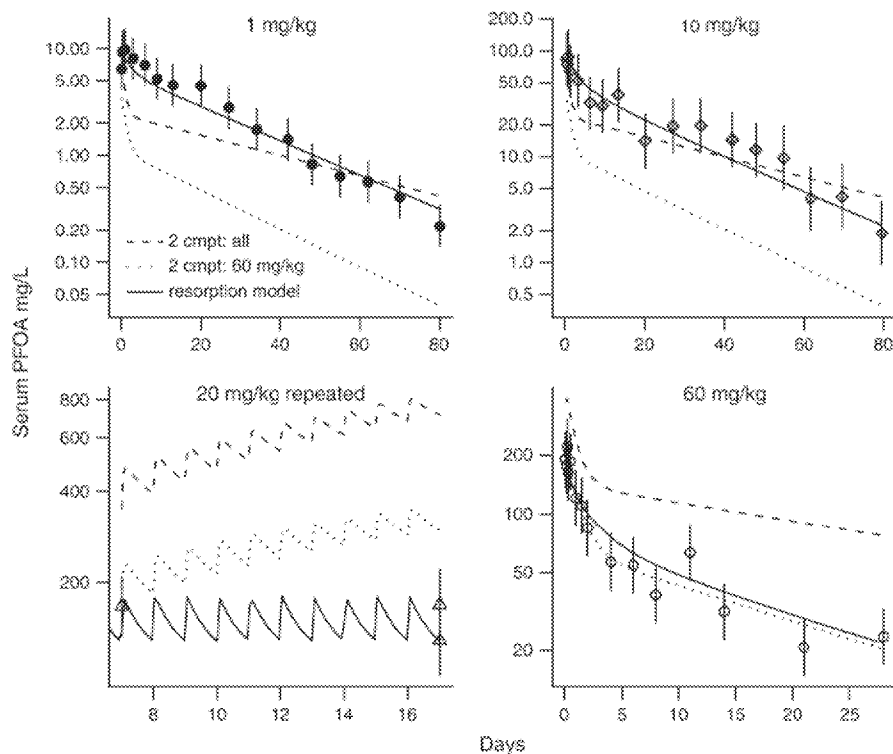 1 mg/kg
10.00
5.00
2.00
1.00
0.50
0.20
0.10
0.05
2 cmpt: all
2 cmpt: 60 mg/kg
resorption model
0 20 40 60 80
10 mg/kg
200.0
100.0
50.0
20.0
10.0
5.0
2.0
1.0
0.5
0 20 40 60 80
Serum PFOA mg/L
20 mg/kg repeated
800
600
400
200
8 10 12 14 16
60 mg/kg
200
100
50
20
0 5 10 15 20 25
Days